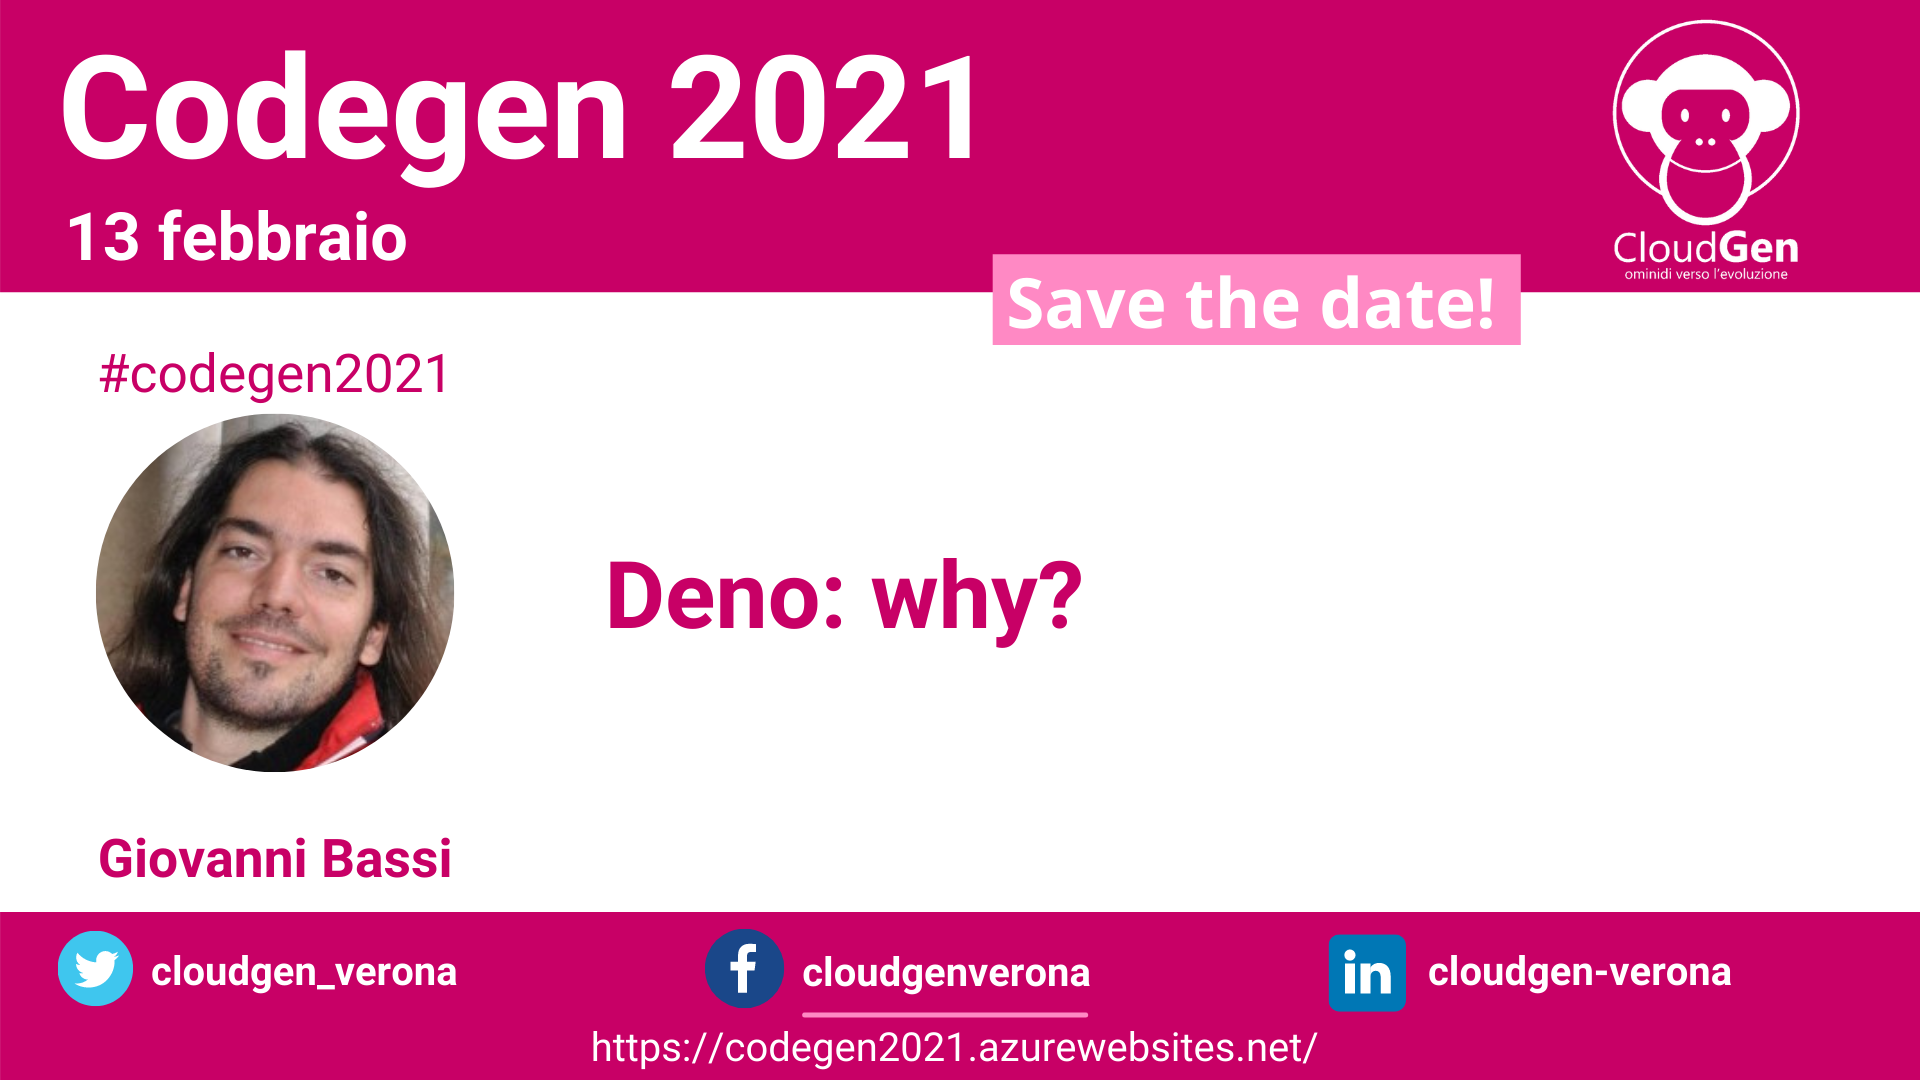 Codegen 2021
13 febbraio
CloudGen
ominidi verso l'evoluzione
Save the date!
#codegen2021
Deno: why?
Giovanni Bassi
cloudgen_verona
cloudgenverona
cloudgen-verona
https://codegen2021.azurewebsites.net/